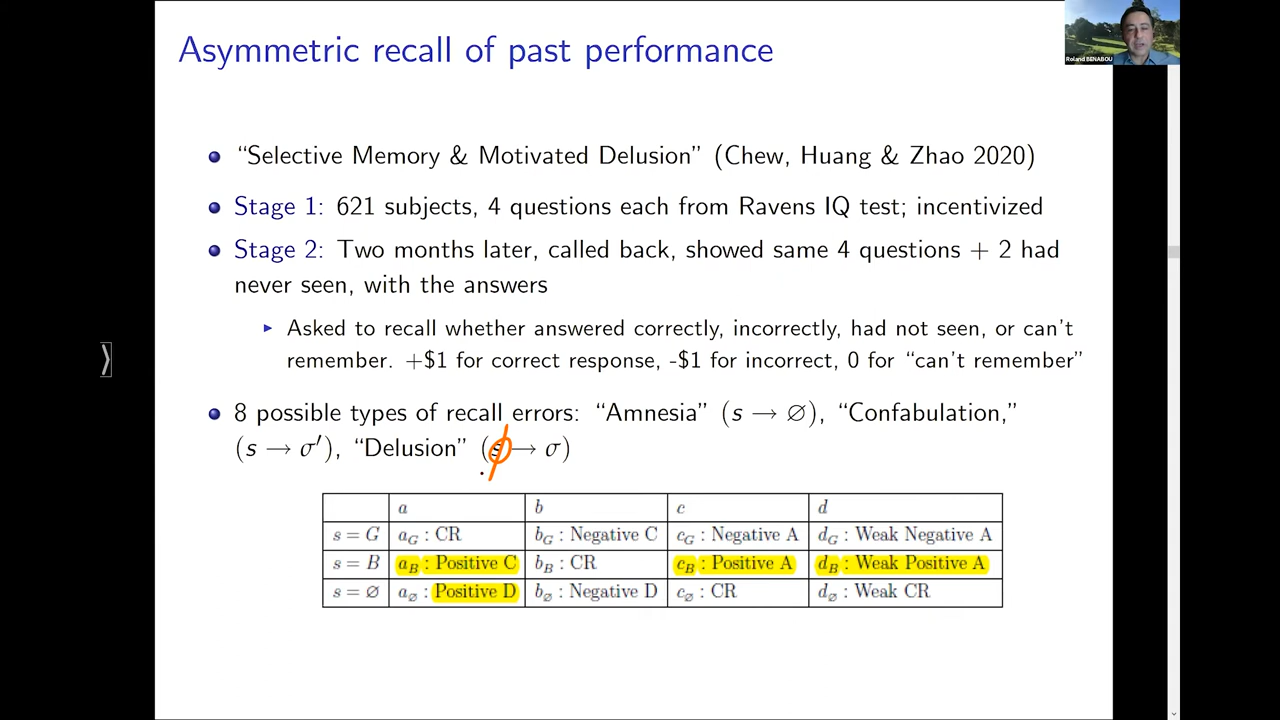 Asymmetric recall of past performance
Roland BENABOU
“Selective Memory & Motivated Delusion” (Chew, Huang & Zhao 2020)
Stage 1: 621 subjects, 4 questions each from Ravens IQ test; incentivized
Stage 2: Two months later, called back, showed same 4 questions + 2 had
never seen, with the answers
Asked to recall whether answered correctly, incorrectly, had not seen, or can't
remember. +$1 for correct response, -$1 for incorrect, 0 for “can't remember”
8 possible types of recall errors: “Amnesia” (s → ∅), “Confabulation,”
(s → σ′), “Delusion” (s → σ)
ϕ
a b c d
s = G a_G : CR b_G : Negative C c_G : Negative A d_G : Weak Negative A
s = B a_B : Positive C b_B : CR c_B : Positive A d_B : Weak Positive A
s = ∅ a_∅ : Positive D b_∅ : Negative D c_∅ : CR d_∅ : Weak CR